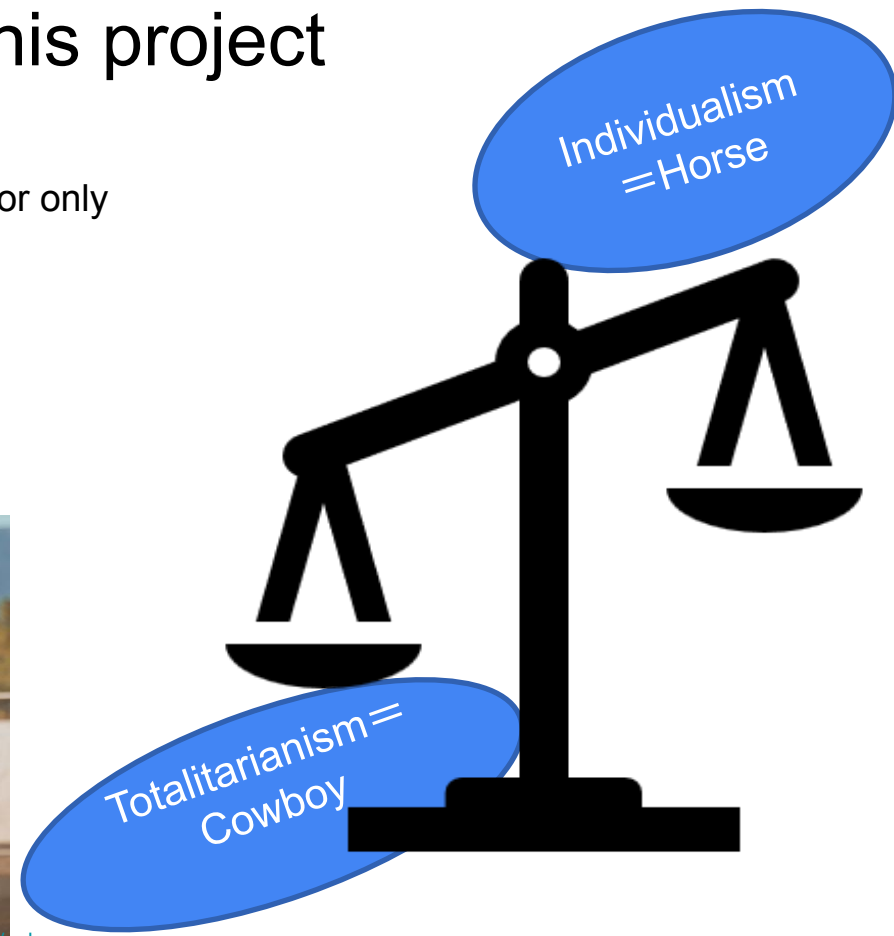 his project
or only
Individualism
=Horse
Totalitarianism=
Cowboy